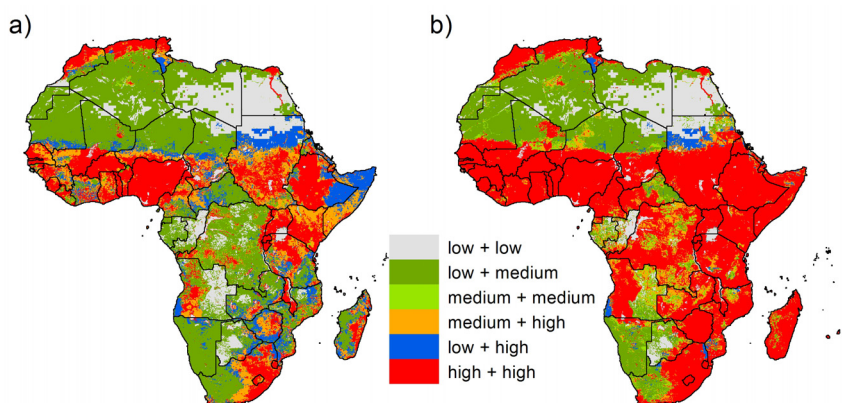 a)
b)
low + low
low + medium
medium + medium
medium + high
low + high
high + high